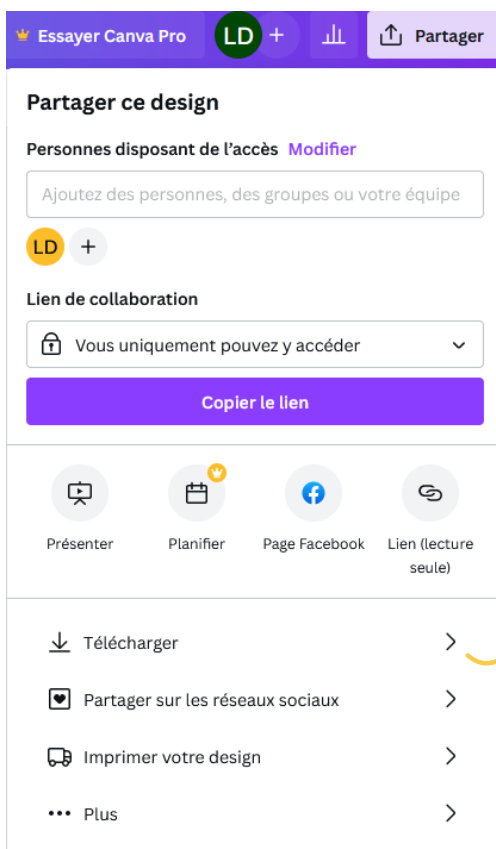 Essayer Canva Pro LD + Partager
Partager ce design
Personnes disposant de l'accès Modifier
Ajoutez des personnes, des groupes ou votre équipe
LD +
Lien de collaboration
Vous uniquement pouvez y accéder
Copier le lien
Présenter Planifier Page Facebook Lien (lecture
seule)
Télécharger
Partager sur les réseaux sociaux
Imprimer votre design
Plus